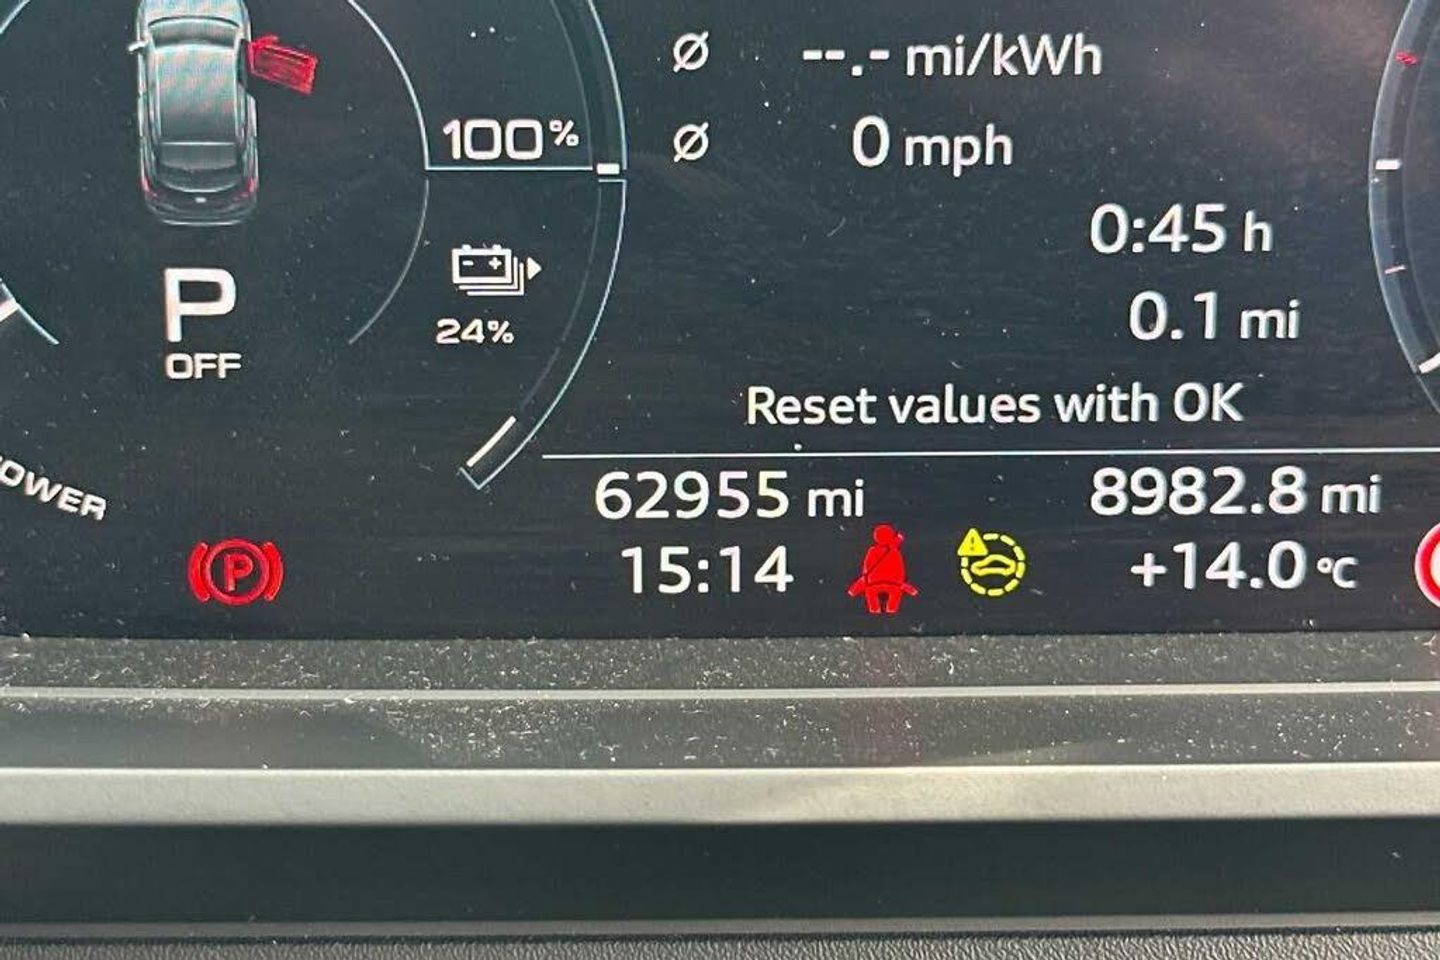 Ø --.- mi/kWh
100%
Ø 0 mph
0:45 h
24%
0.1 mi
P
OFF
Reset values with OK
62955 mi
8982.8 mi
P
15:14
+14.0 °C